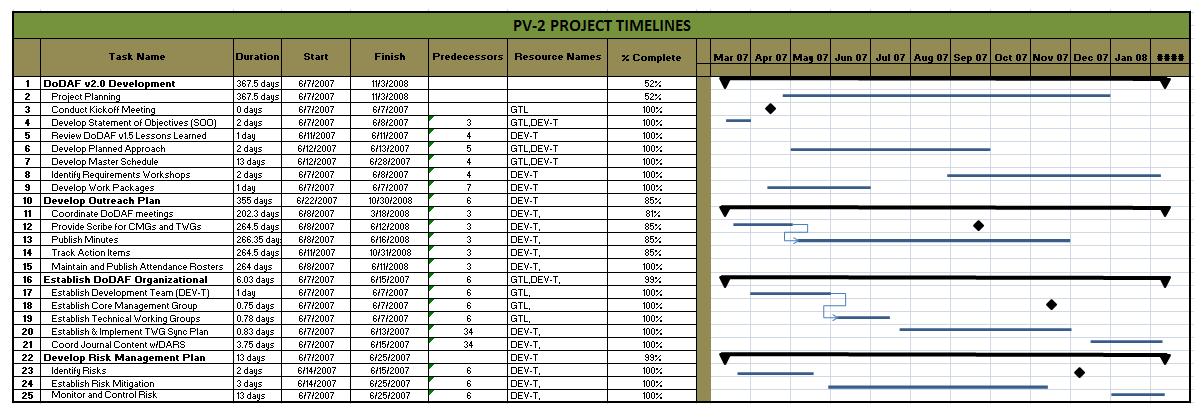 PV-2 PROJECT TIMELINES
Task Name Duration Start Finish Predecessors Resource Names % Complete Mar 07 Apr 07 May 07 Jun 07 Jul 07 Aug 07 Sep 07 Oct 07 Nov 07 Dec 07 Jan 08 ####
1 DoDAF v2.0 Development 367.5 days 6/7/2007 11/3/2008 52%
2 Project Planning 367.5 days 6/7/2007 11/3/2008 52%
3 Conduct Kickoff Meeting 0 days 6/7/2007 6/7/2007 GTL 100%
4 Develop Statement of Objectives (SOO) 2 days 6/7/2007 6/8/2007 3 GTL,DEV-T 100%
5 Review DoDAF v1.5 Lessons Learned 1 day 6/11/2007 6/11/2007 4 DEV-T 100%
6 Develop Planned Approach 2 days 6/12/2007 6/13/2007 5 GTL,DEV-T 100%
7 Develop Master Schedule 13 days 6/12/2007 6/28/2007 4 GTL,DEV-T 100%
8 Identify Requirements Workshops 2 days 6/7/2007 6/8/2007 4 DEV-T 100%
9 Develop Work Packages 1 day 6/7/2007 6/7/2007 7 DEV-T 100%
10 Develop Outreach Plan 355 days 6/22/2007 10/30/2008 6 DEV-T 85%
11 Coordinate DoDAF meetings 202.3 days 6/8/2007 3/18/2008 3 DEV-T, 81%
12 Provide Scribe for CMGs and TWGs 264.5 days 6/8/2007 6/12/2008 3 DEV-T, 85%
13 Publish Minutes 266.35 day: 6/8/2007 6/16/2008 3 DEV-T, 85%
14 Track Action Items 264.5 days 6/11/2007 10/31/2008 3 DEV-T, 85%
15 Maintain and Publish Attendance Rosters 264 days 6/8/2007 6/11/2008 3 DEV-T, 100%
16 Establish DoDAF Organizational 6.03 days 6/7/2007 6/15/2007 6 GTL,DEV-T, 99%
17 Establish Development Team (DEV-T) 1 day 6/7/2007 6/7/2007 6 GTL, 100%
18 Establish Core Management Group 0.75 days 6/7/2007 6/7/2007 6 GTL, 100%
19 Establish Technical Working Groups 0.78 days 6/7/2007 6/7/2007 6 GTL, 100%
20 Establish & Implement TWG Sync Plan 0.83 days 6/7/2007 6/13/2007 34 DEV-T, 100%
21 Coord Journal Content w/DARS 3.75 days 6/7/2007 6/15/2007 34 DEV-T, 100%
22 Develop Risk Management Plan 13 days 6/7/2007 6/25/2007 DEV-T 99%
23 Identify Risks 2 days 6/14/2007 6/15/2007 6 DEV-T, 100%
24 Establish Risk Mitigation 3 days 6/14/2007 6/25/2007 6 DEV-T, 100%
25 Monitor and Control Risk 13 days 6/7/2007 6/25/2007 6 DEV-T, 100%